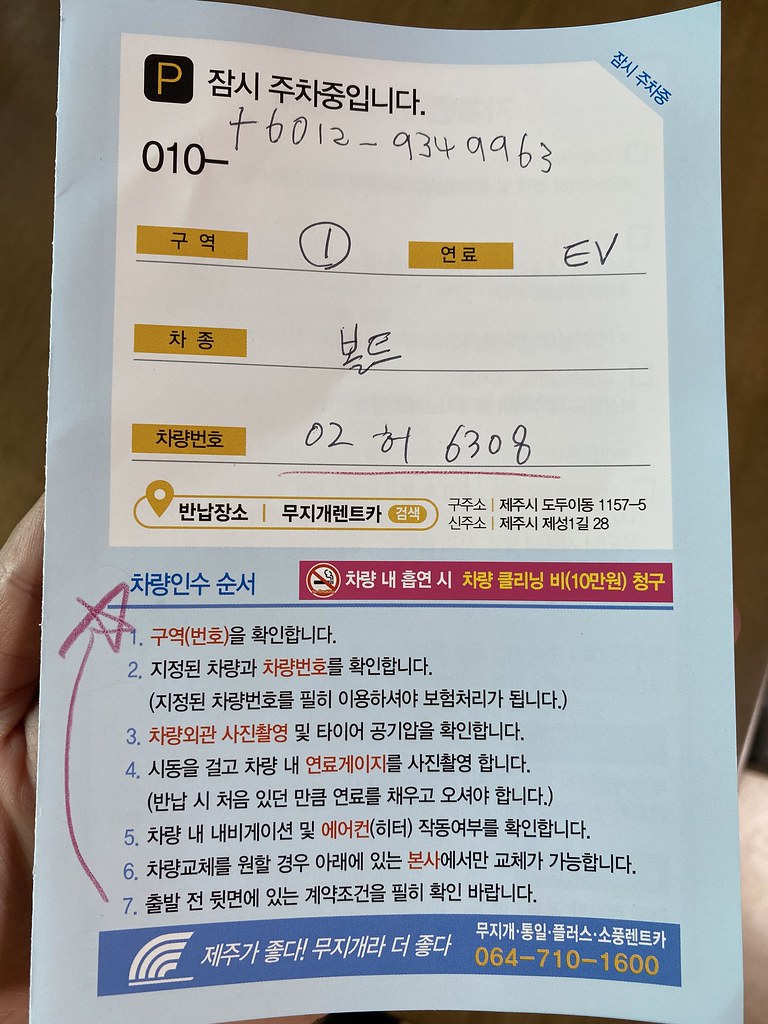 P 잠시 주차중입니다.
잠시 주차중
+6012-9349963
010-
구 역 ① 연 료 EV
차 종 볼트
차량번호 02 허 6308
반납장소 | 무지개렌트카 검색
구주소 | 제주시 도두이동 1157-5
신주소 | 제주시 제성1길 28
차량인수 순서
차량 내 흡연 시 차량 클리닝 비(10만원) 청구
1. 구역(번호)을 확인합니다.
2. 지정된 차량과 차량번호를 확인합니다.
(지정된 차량번호를 필히 이용하셔야 보험처리가 됩니다.)
3. 차량외관 사진촬영 및 타이어 공기압을 확인합니다.
4. 시동을 걸고 차량 내 연료게이지를 사진촬영 합니다.
(반납 시 처음 있던 만큼 연료를 채우고 오셔야 합니다.)
5. 차량 내 내비게이션 및 에어컨(히터) 작동여부를 확인합니다.
6. 차량교체를 원할 경우 아래에 있는 본사에서만 교체가 가능합니다.
7. 출발 전 뒷면에 있는 계약조건을 필히 확인 바랍니다.
제주가 좋다! 무지개라 더 좋다
무지개·통일·플러스·소풍렌트카
064-710-1600